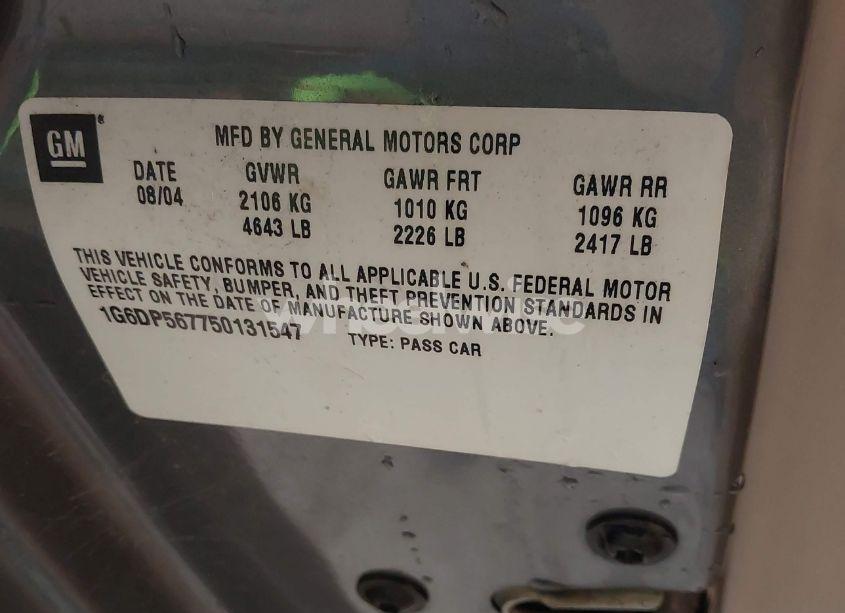 GM
MFD BY GENERAL MOTORS CORP
DATE GVWR GAWR FRT GAWR RR
08/04 2106 KG 1010 KG 1096 KG
4643 LB 2226 LB 2417 LB
THIS VEHICLE CONFORMS TO ALL APPLICABLE U.S. FEDERAL MOTOR
VEHICLE SAFETY, BUMPER, AND THEFT PREVENTION STANDARDS IN
EFFECT ON THE DATE OF MANUFACTURE SHOWN ABOVE.
1G6DP567750131547 TYPE: PASS CAR